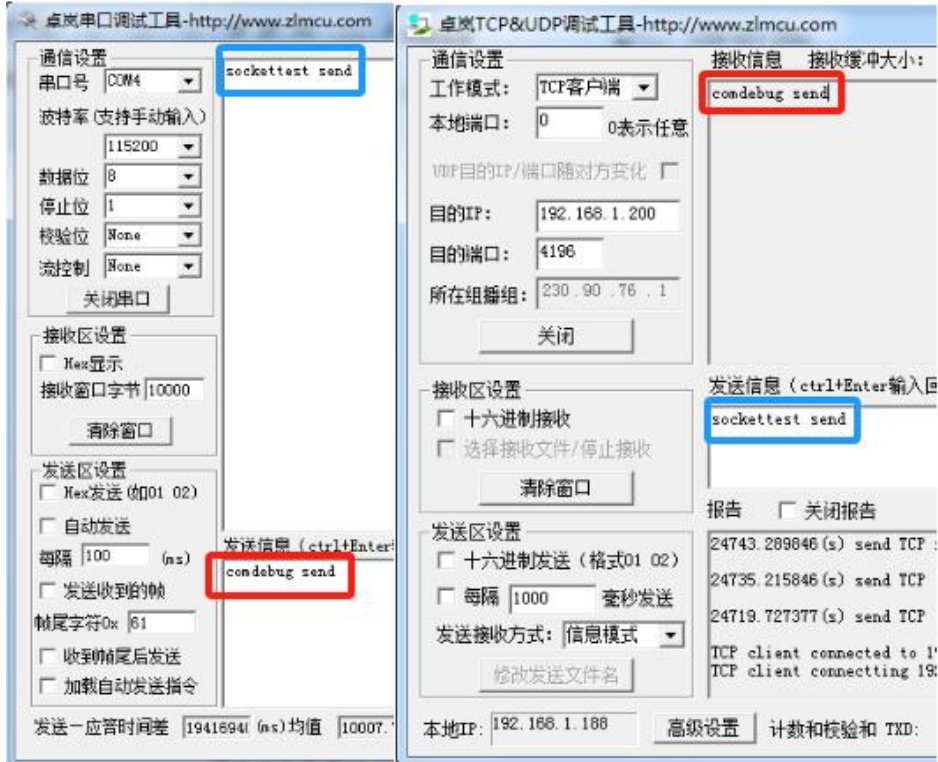 卓岚串口调试工具-http://www.zlmcu.com
通信设置
串口号 COM4
波特率(支持手动输入)
115200
数据位 8
停止位 1
校验位 None
流控制 None
关闭串口
接收区设置
Hex显示
接收窗口字节 10000
清除窗口
发送区设置
Hex发送(如01 02)
自动发送
每隔 100 (ms)
发送收到的帧
帧尾字符0x 61
收到帧尾后发送
加载自动发送指令
发送—应答时间差 1941694 (ms)均值 10007.
sockettest send
发送信息(ctrl+Enter
comdebug send
卓岚TCP&UDP调试工具-http://www.zlmcu.com
通信设置
工作模式: TCP客户端
本地端口: 0 0表示任意
UDP目的IP/端口随对方变化
目的IP: 192.168.1.200
目的端口: 4196
所在组播组: 230.90.76.1
关闭
接收区设置
十六进制接收
选择接收文件/停止接收
清除窗口
发送区设置
十六进制发送(格式01 02)
每隔 1000 毫秒发送
发送接收方式: 信息模式
修改发送文件名
接收信息 接收缓冲大小:
comdebug send
发送信息(ctrl+Enter输入回
sockettest send
报告 关闭报告
24743.289846(s) send TCP
24735.215846(s) send TCP
24719.727377(s) send TCP
TCP client connected to 1
TCP client connectting 19
本地IP: 192.168.1.188 高级设置 计数和校验和 TXD: